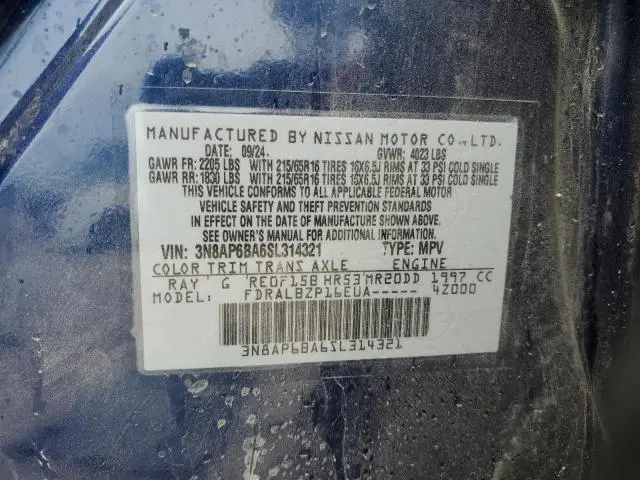 MANUFACTURED BY NISSAN MOTOR CO., LTD.
DATE: 09/24. GVWR: 4023 LBS
GAWR FR: 2205 LBS WITH 215/65R16 TIRES 16X6.5J RIMS AT 33 PSI COLD SINGLE
GAWR RR: 1830 LBS WITH 215/65R16 TIRES 16X6.5J RIMS AT 33 PSI COLD SINGLE
THIS VEHICLE CONFORMS TO ALL APPLICABLE FEDERAL MOTOR
VEHICLE SAFETY AND THEFT PREVENTION STANDARDS
IN EFFECT ON THE DATE OF MANUFACTURE SHOWN ABOVE.
SEE OWNER'S MANUAL FOR ADDITIONAL INFORMATION.
VIN: 3N8AP6BA6SL314321 TYPE: MPV
COLOR TRIM TRANS AXLE ENGINE
RAY G RE0F15B HR53 MR20DD 1997 CC
MODEL: FDRALBZP16EUA----- 4Z000
3N8AP6BA6SL314321